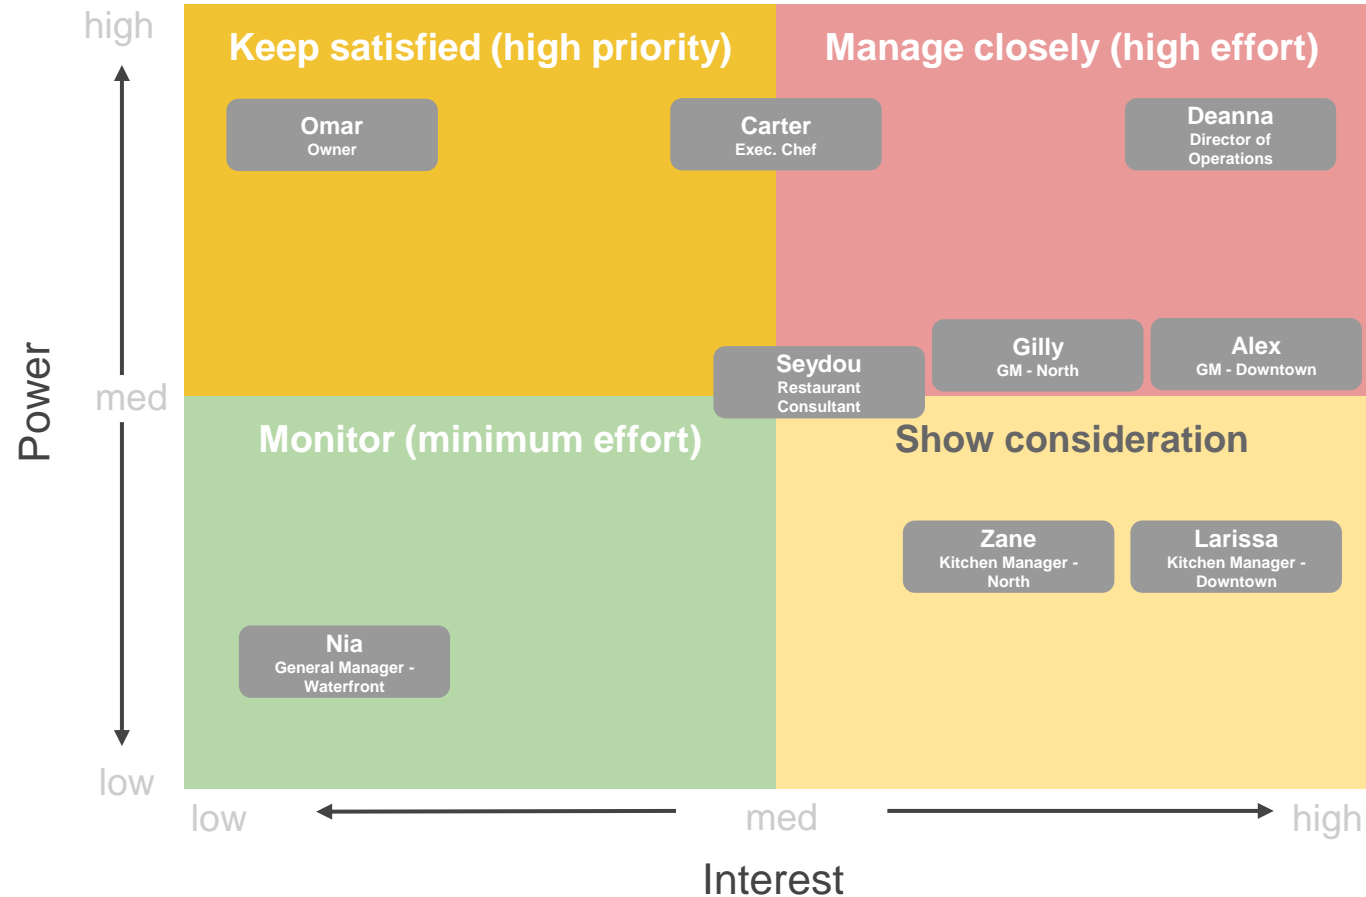 high
Keep satisfied (high priority)
Manage closely (high effort)
Omar
Owner
Carter
Exec. Chef
Deanna
Director of
Operations
Power
med
Seydou
Restaurant
Consultant
Gilly
GM - North
Alex
GM - Downtown
Monitor (minimum effort)
Show consideration
Zane
Kitchen Manager -
North
Larissa
Kitchen Manager -
Downtown
Nia
General Manager -
Waterfront
low
low
med
high
Interest